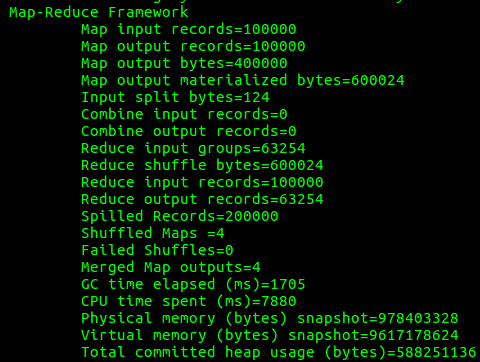 Map-Reduce Framework
Map input records=100000
Map output records=100000
Map output bytes=400000
Map output materialized bytes=600024
Input split bytes=124
Combine input records=0
Combine output records=0
Reduce input groups=63254
Reduce shuffle bytes=600024
Reduce input records=100000
Reduce output records=63254
Spilled Records=200000
Shuffled Maps =4
Failed Shuffles=0
Merged Map outputs=4
GC time elapsed (ms)=1705
CPU time spent (ms)=7880
Physical memory (bytes) snapshot=978403328
Virtual memory (bytes) snapshot=9617178624
Total committed heap usage (bytes)=588251136